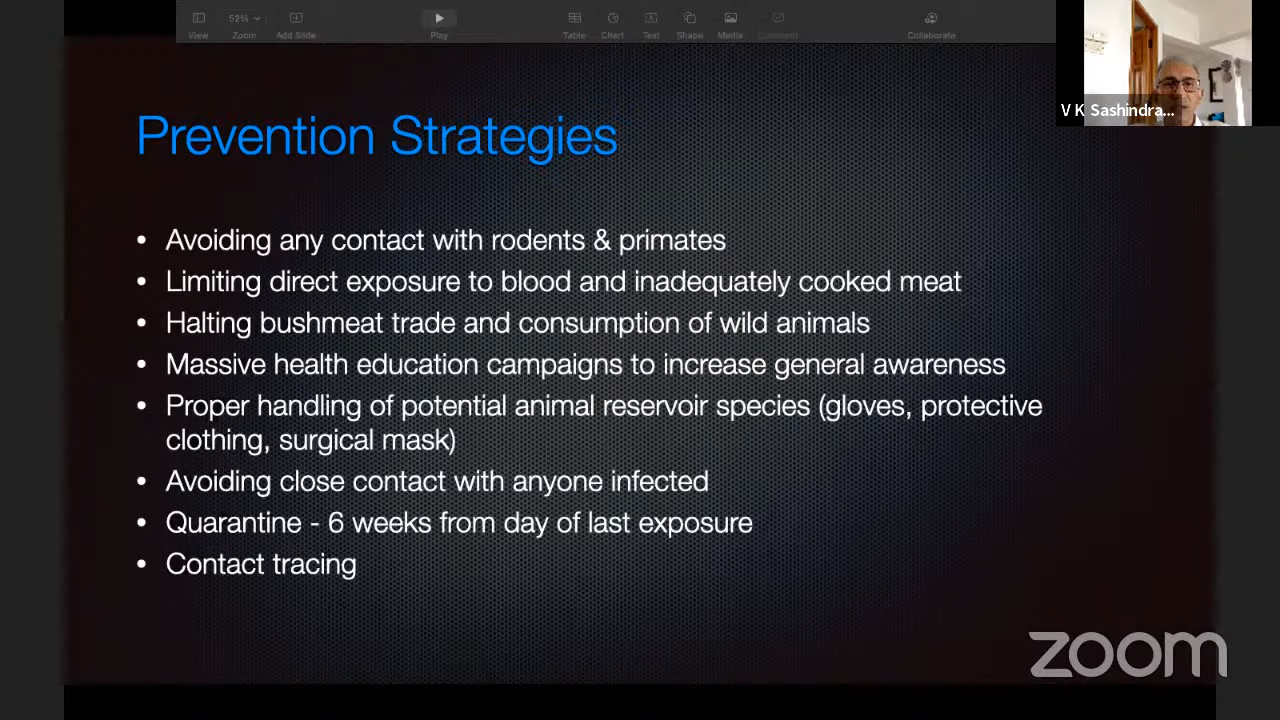 52%
View
Zoom
Add Slide
Play
Table
Chart
Text
Shape
Media
Comment
Collaborate
V K Sashindra...
Prevention Strategies
• Avoiding any contact with rodents & primates
• Limiting direct exposure to blood and inadequately cooked meat
• Halting bushmeat trade and consumption of wild animals
• Massive health education campaigns to increase general awareness
• Proper handling of potential animal reservoir species (gloves, protective
clothing, surgical mask)
• Avoiding close contact with anyone infected
• Quarantine - 6 weeks from day of last exposure
• Contact tracing
zoom